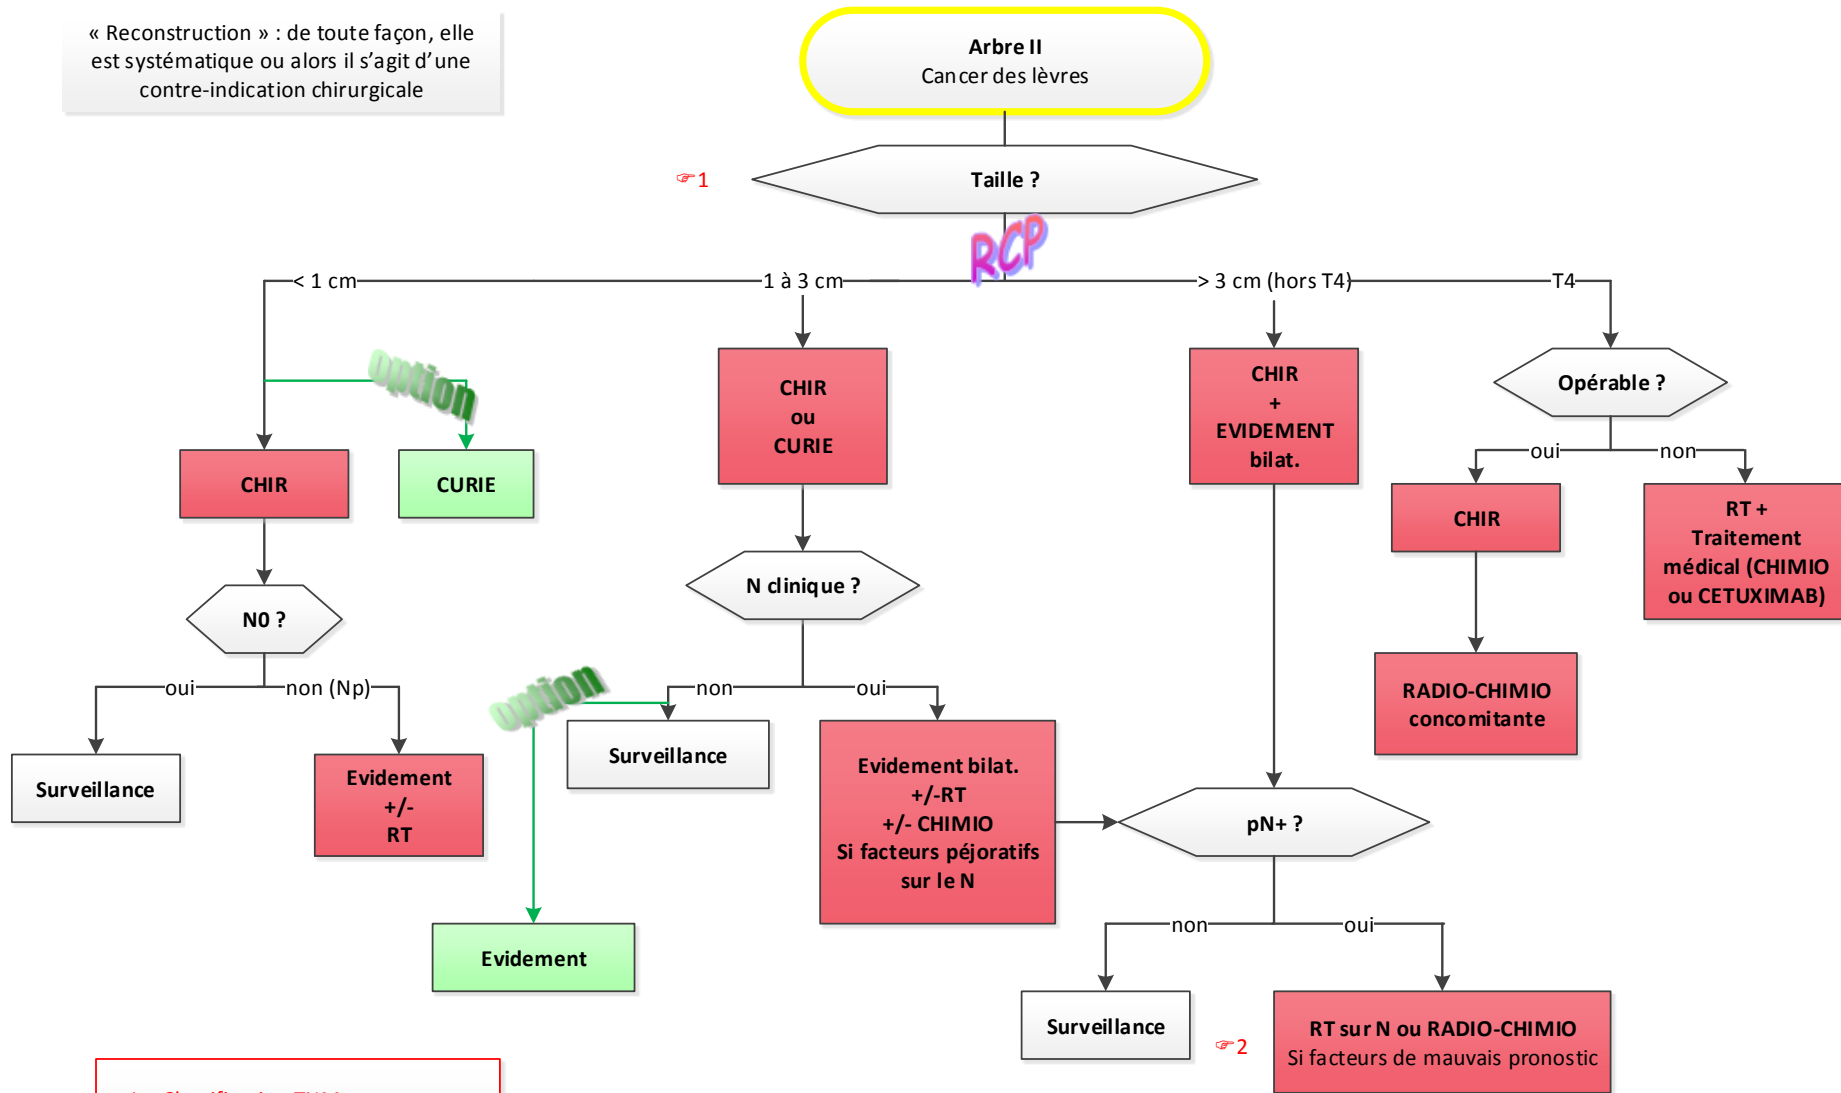 « Reconstruction » : de toute façon, elle
est systématique ou alors il s'agit d'une
contre-indication chirurgicale
Arbre II
Cancer des lèvres
☞1
Taille ?
RCP
< 1 cm
1 à 3 cm
> 3 cm (hors T4)
T4
option
CHIR
ou
CURIE
CHIR
+
EVIDEMENT
bilat.
Opérable ?
oui
non
CHIR
CURIE
CHIR
RT +
Traitement
médical (CHIMIO
ou CETUXIMAB)
N clinique ?
N0 ?
RADIO-CHIMIO
concomitante
oui
non (Np)
option
non
oui
Surveillance
Evidement
+/-
RT
Surveillance
Evidement bilat.
+/-RT
+/- CHIMIO
Si facteurs péjoratifs
sur le N
pN+ ?
Evidement
non
oui
Surveillance
☞2
RT sur N ou RADIO-CHIMIO
Si facteurs de mauvais pronostic